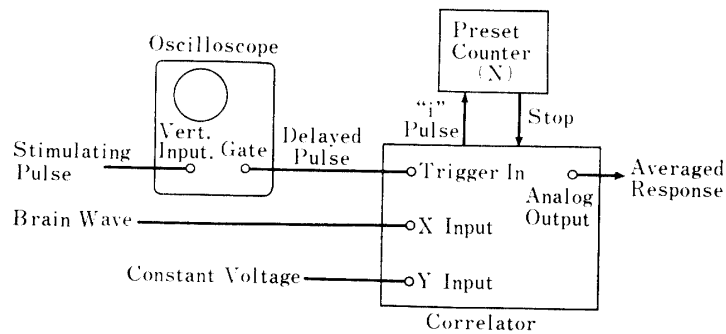 Oscilloscope
Preset
Counter
(N)
"i"
Pulse
Stop
Vert.
Input.
Gate
Delayed
Pulse
Stimulating
Pulse
Trigger In
Analog
Output
Averaged
Response
Brain Wave
X Input
Constant Voltage
Y Input
Correlator